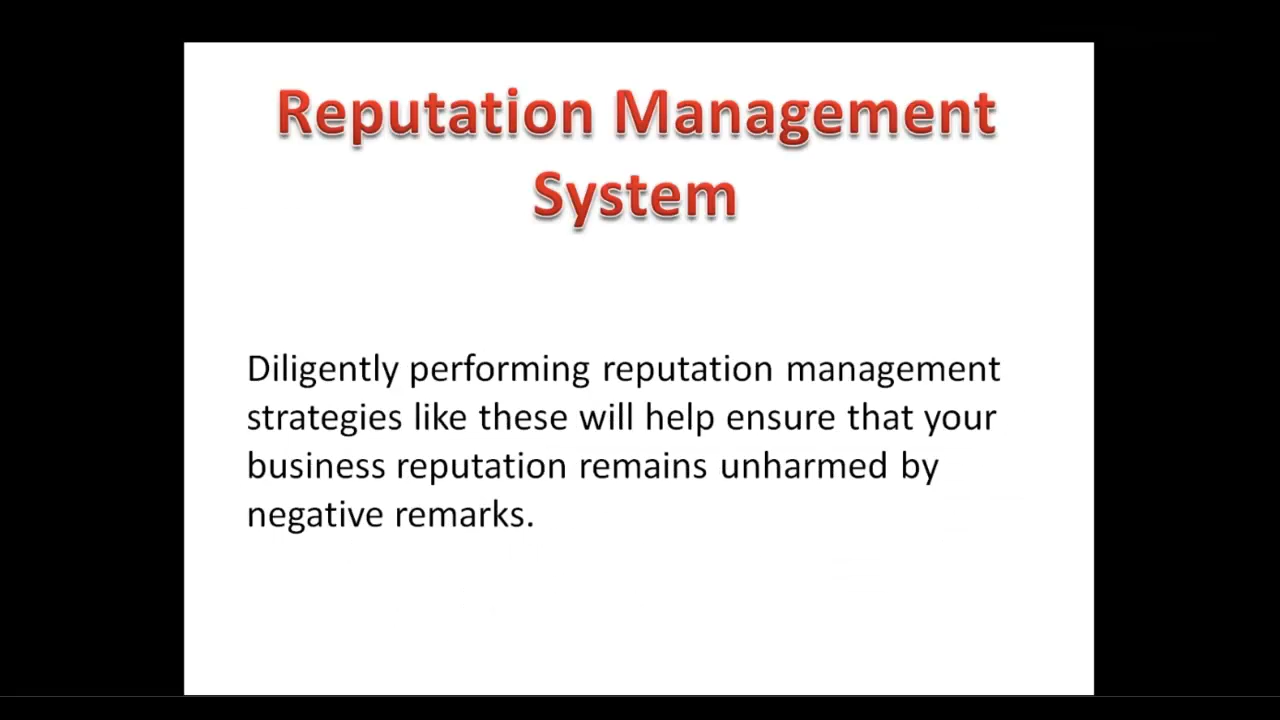 Reputation Management
System
Diligently performing reputation management
strategies like these will help ensure that your
business reputation remains unharmed by
negative remarks.